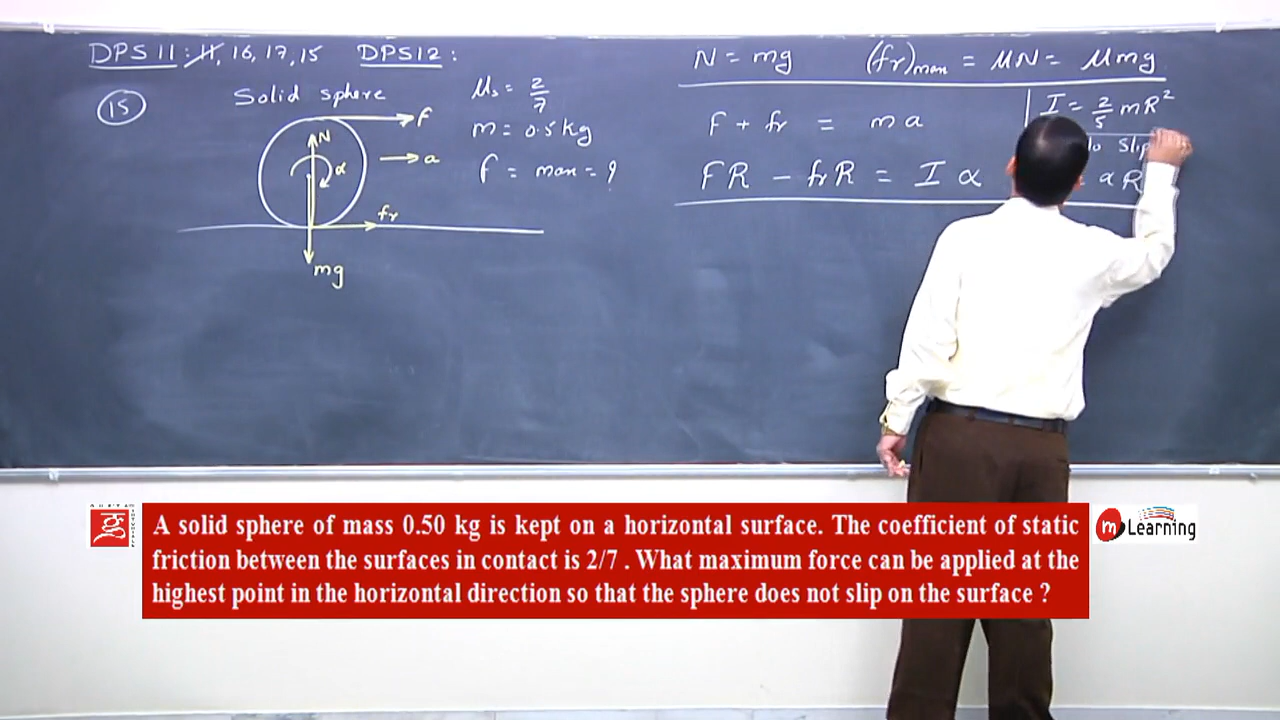 DPS 11 : 11, 16, 17, 15 DPS 12 :
15
Solid sphere
μs = 2/7
m = 0.5 kg
f = max = ?
f
N
α
a
fr
mg
N = mg (fr)max = μN = μmg
I = 2/5 mR²
F + fr = ma
Slip
FR - frR = Iα
= αR
A solid sphere of mass 0.50 kg is kept on a horizontal surface. The coefficient of static
friction between the surfaces in contact is 2/7 . What maximum force can be applied at the
highest point in the horizontal direction so that the sphere does not slip on the surface ?
ग
m Learning